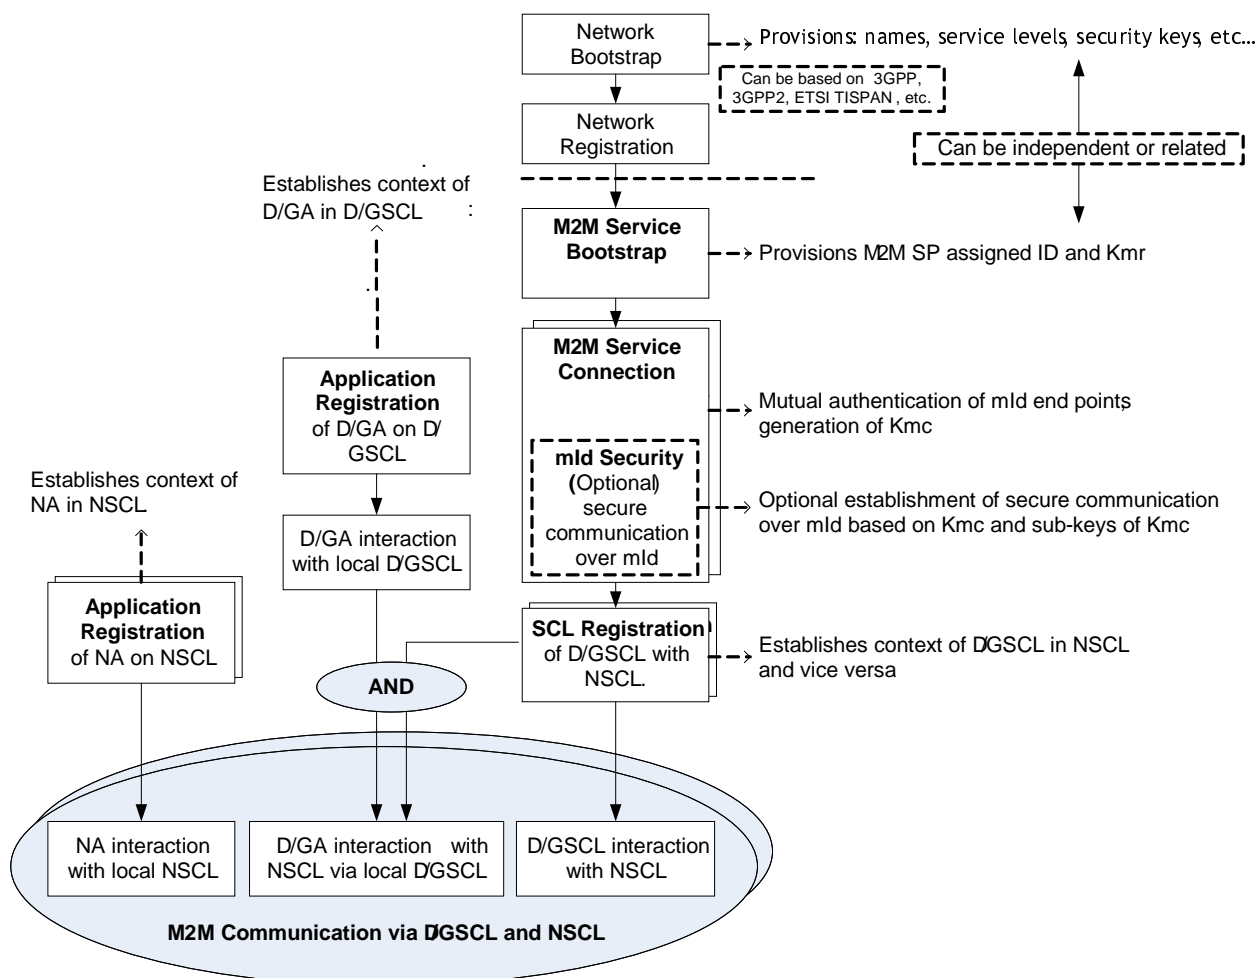 Network
Bootstrap
Provisions: names, service levels, security keys, etc...
Can be based on 3GPP,
3GPP2, ETSI TISPAN , etc.
Network
Registration
Can be independent or related
Establishes context of
D/GA in D/GSCL :
M2M Service
Bootstrap
Provisions M2M SP assigned ID and Kmr
M2M Service
Connection
Application
Registration
of D/GA on D/
GSCL
Mutual authentication of mId end points,
generation of Kmc
mId Security
(Optional)
secure
communication
over mId
Establishes context of
NA in NSCL
Optional establishment of secure communication
over mId based on Kmc and sub-keys of Kmc
D/GA interaction
with local D/GSCL
Application
Registration
of NA on NSCL
SCL Registration
of D/GSCL with
NSCL.
Establishes context of D/GSCL in NSCL
and vice versa
AND
NA interaction
with local NSCL
D/GA interaction with
NSCL via local D/GSCL
D/GSCL interaction
with NSCL
M2M Communication via D/GSCL and NSCL